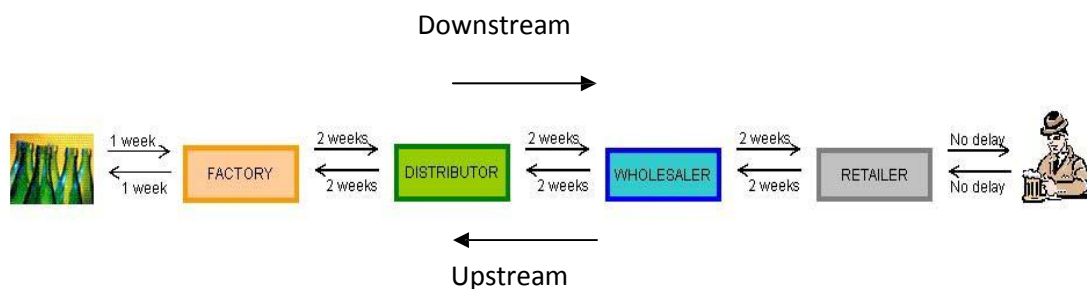 Downstream
1 week
2 weeks
2 weeks
2 weeks
No delay
FACTORY
DISTRIBUTOR
WHOLESALER
RETAILER
1 week
2 weeks
2 weeks
2 weeks
No delay
Upstream